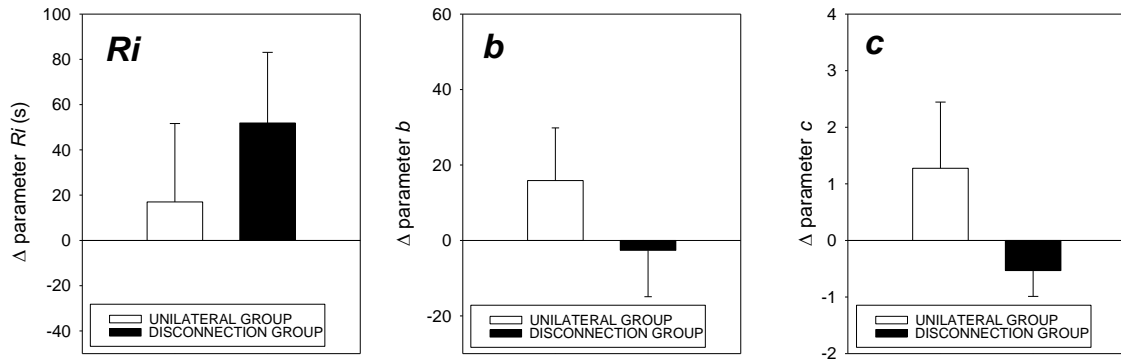 Ri
Δ parameter Ri (s)
100
80
60
40
20
0
-20
-40
UNILATERAL GROUP
DISCONNECTION GROUP
b
Δ parameter b
60
40
20
0
-20
UNILATERAL GROUP
DISCONNECTION GROUP
c
Δ parameter c
4
3
2
1
0
-1
-2
UNILATERAL GROUP
DISCONNECTION GROUP